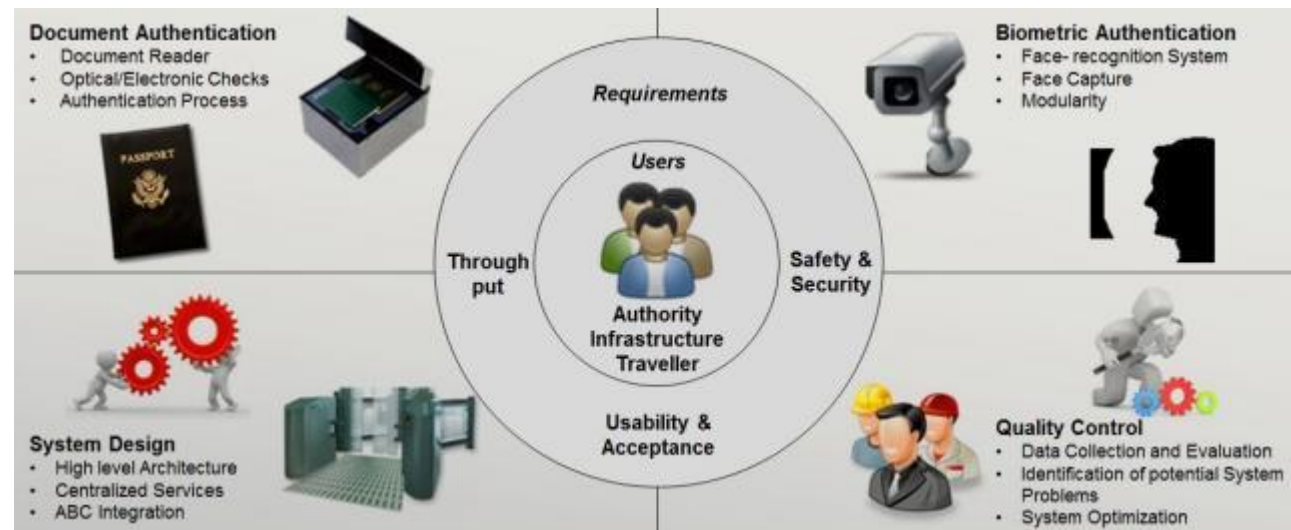 Document Authentication
• Document Reader
• Optical/Electronic Checks
• Authentication Process
PASSPORT
Biometric Authentication
• Face- recognition System
• Face Capture
• Modularity
Requirements
Users
Through
put
Safety &
Security
Authority
Infrastructure
Traveller
Usability &
Acceptance
System Design
• High level Architecture
• Centralized Services
• ABC Integration
Quality Control
• Data Collection and Evaluation
• Identification of potential System
Problems
• System Optimization